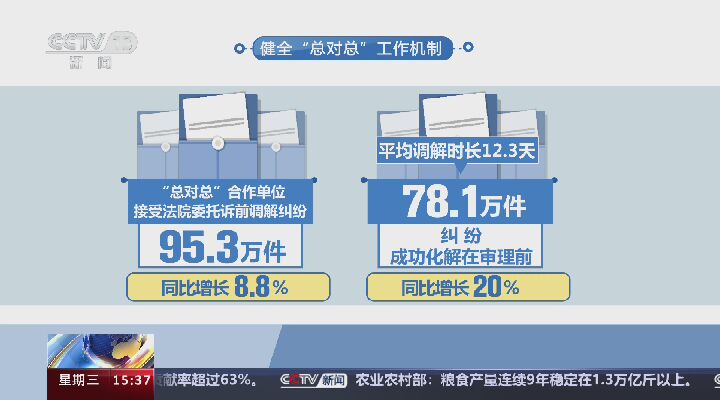 CCTV 13
新闻
健全“总对总”工作机制
“总对总”合作单位
接受法院委托诉前调解纠纷
95.3万件
同比增长8.8%
平均调解时长12.3天
78.1万件
纠纷
成功化解在审理前
同比增长20%
星期三 15:37 献率超过63%。 CCTV新闻 农业农村部：粮食产量连续9年稳定在1.3万亿斤以上。